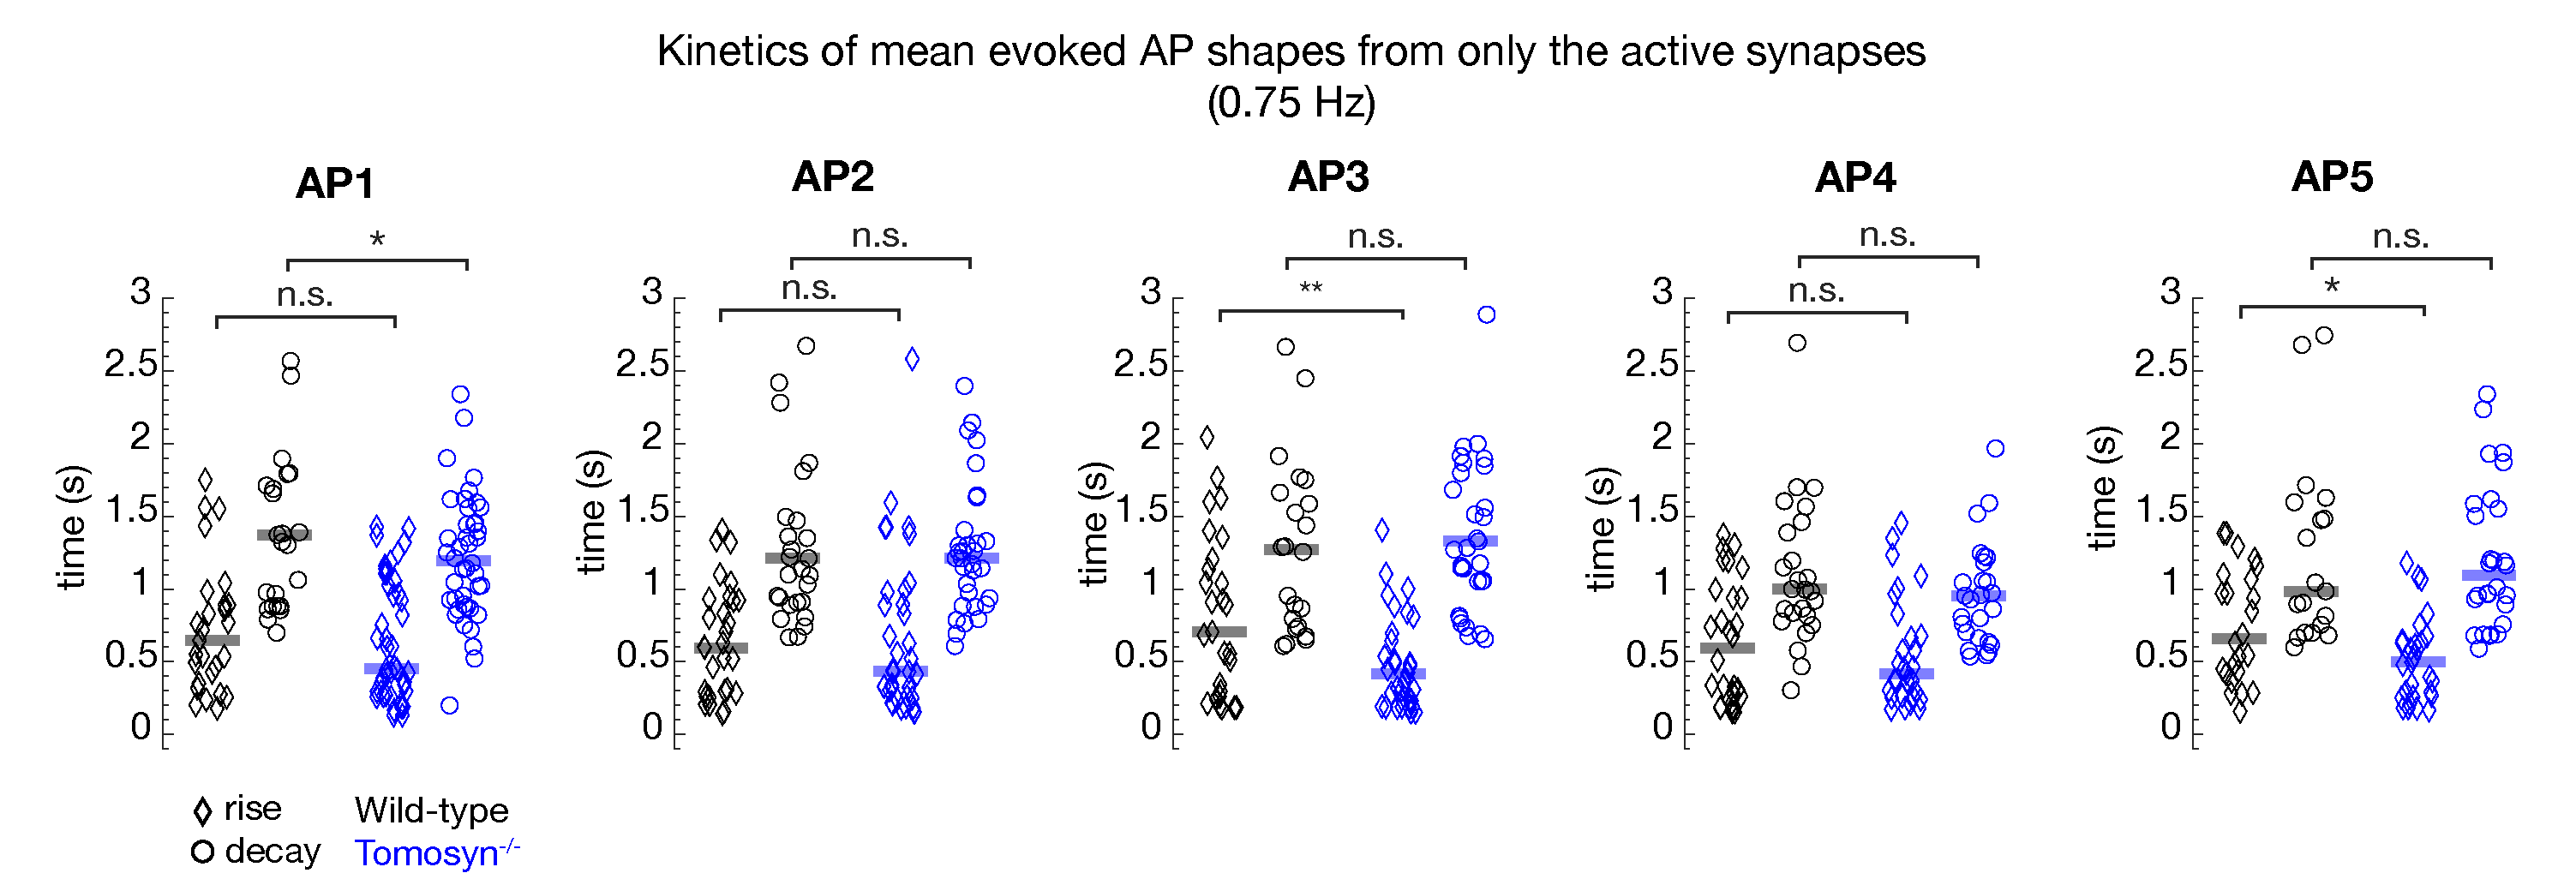 Kinetics of mean evoked AP shapes from only the active synapses
(0.75 Hz)
AP1
*
n.s.
3
2.5
2
1.5
1
0.5
0
time (s)
AP2
n.s.
n.s.
3
2.5
2
1.5
1
0.5
0
time (s)
AP3
n.s.
**
3
2.5
2
1.5
1
0.5
0
time (s)
AP4
n.s.
n.s.
3
2.5
2
1.5
1
0.5
0
time (s)
AP5
n.s.
*
3
2.5
2
1.5
1
0.5
0
time (s)
rise Wild-type
decay Tomosyn-/-